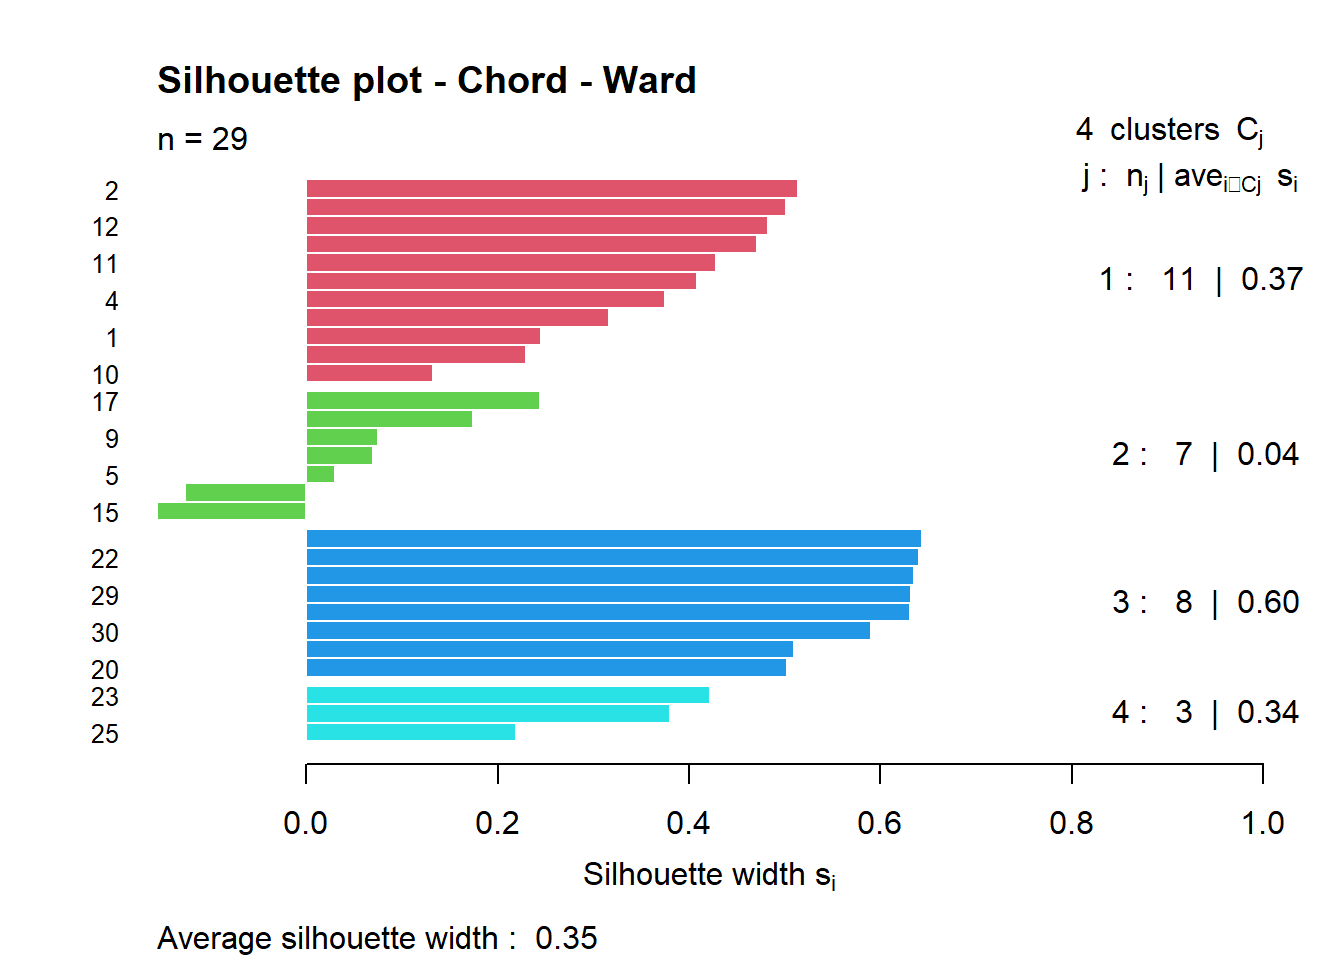 Silhouette plot - Chord - Ward
n = 29
4 clusters Cj
j : nj | avei□Cj si
2
12
11
4
1
10
17
9
5
15
22
29
30
20
23
25
1 : 11 | 0.37
2 : 7 | 0.04
3 : 8 | 0.60
4 : 3 | 0.34
0.0 0.2 0.4 0.6 0.8 1.0
Silhouette width si
Average silhouette width : 0.35